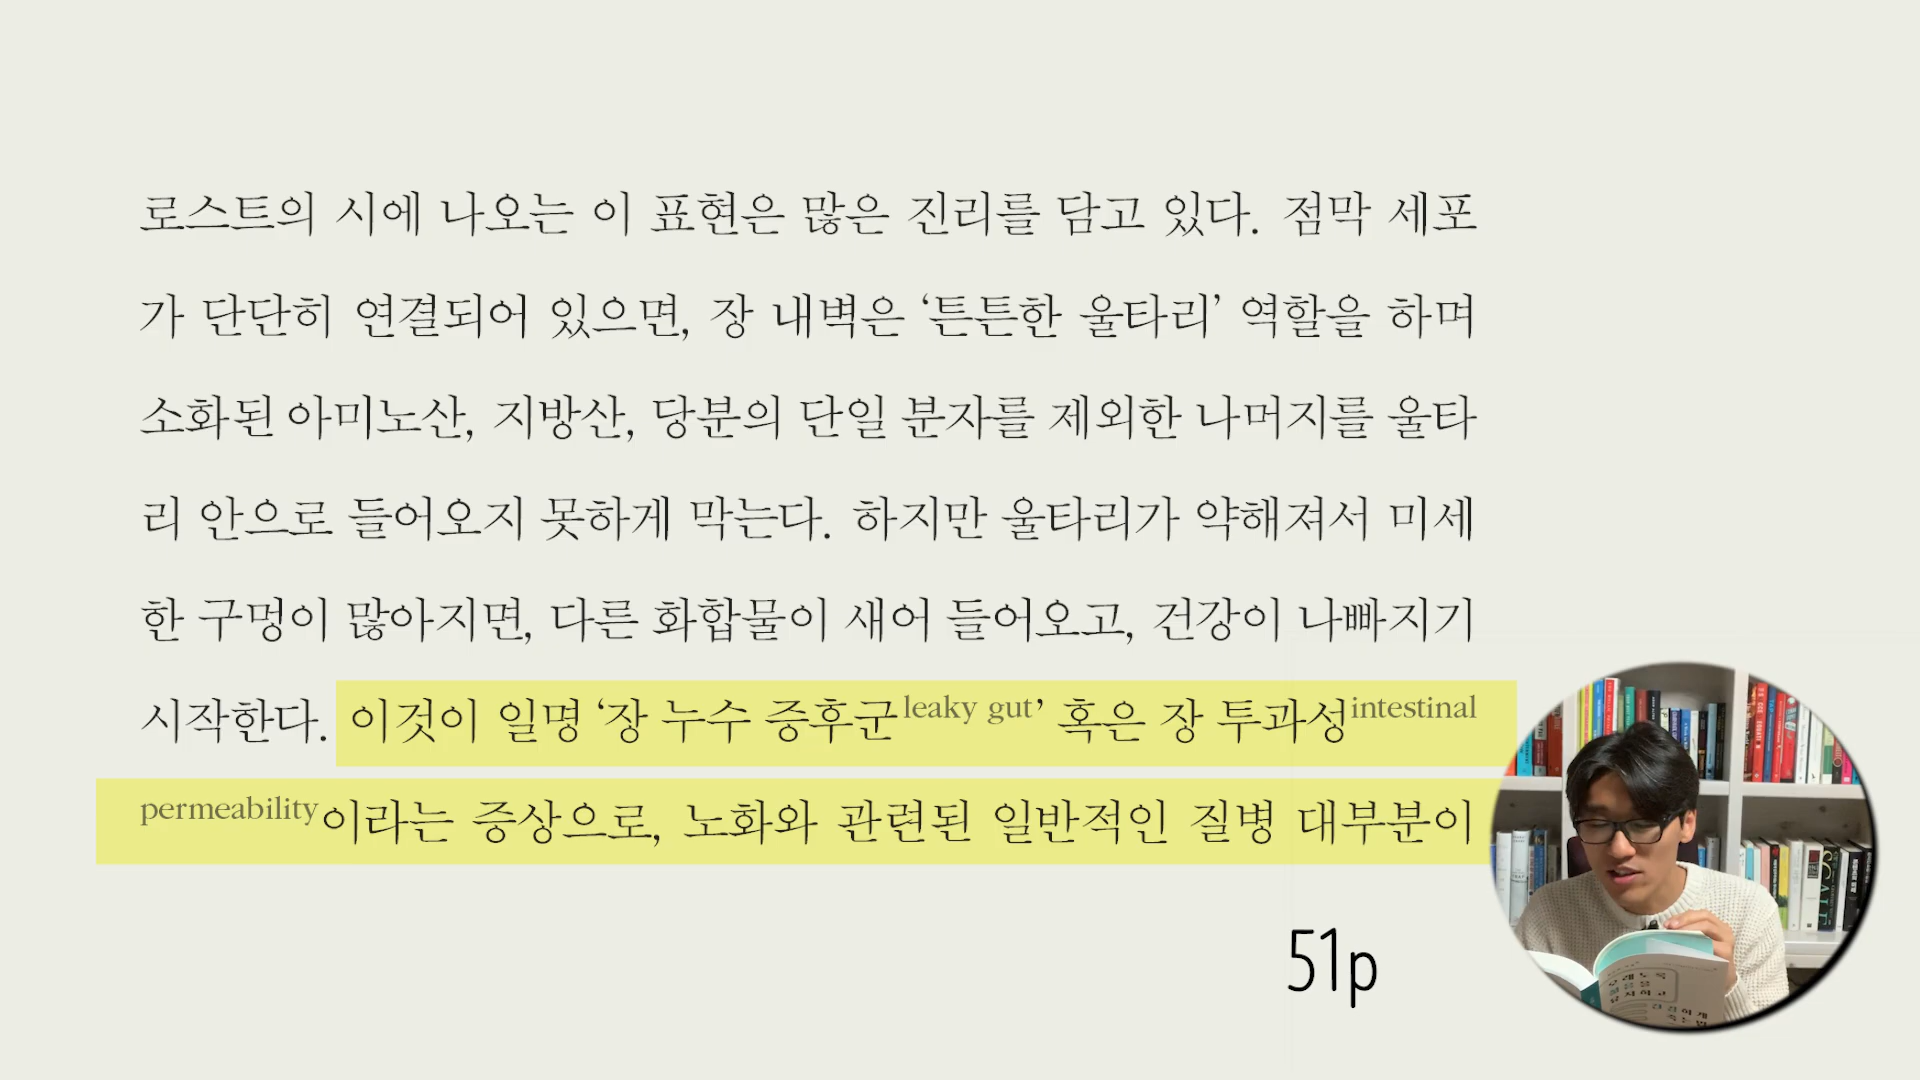 로스트의 시에 나오는 이 표현은 많은 진리를 담고 있다. 점막 세포
가 단단히 연결되어 있으면, 장 내벽은 ‘튼튼한 울타리’ 역할을 하며
소화된 아미노산, 지방산, 당분의 단일 분자를 제외한 나머지를 울타
리 안으로 들어오지 못하게 막는다. 하지만 울타리가 약해져서 미세
한 구멍이 많아지면, 다른 화합물이 새어 들어오고, 건강이 나빠지기
시작한다. 이것이 일명 ‘장 누수 증후군leaky gut’ 혹은 장 투과성intestinal
permeability이라는 증상으로, 노화와 관련된 일반적인 질병 대부분이
51p